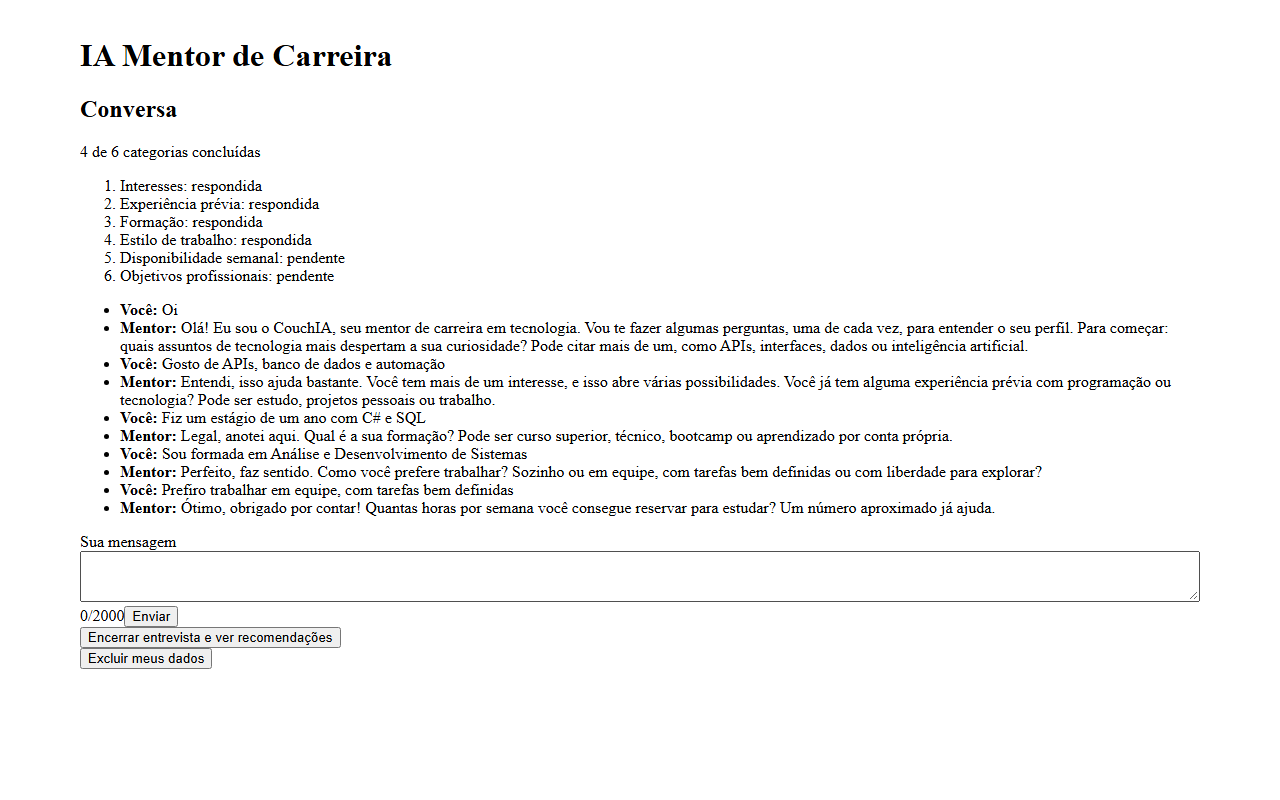 IA Mentor de Carreira
Conversa
4 de 6 categorias concluídas
1. Interesses: respondida
2. Experiência prévia: respondida
3. Formação: respondida
4. Estilo de trabalho: respondida
5. Disponibilidade semanal: pendente
6. Objetivos profissionais: pendente
• Você: Oi
• Mentor: Olá! Eu sou o CouchIA, seu mentor de carreira em tecnologia. Vou te fazer algumas perguntas, uma de cada vez, para entender o seu perfil. Para começar:
quais assuntos de tecnologia mais despertam a sua curiosidade? Pode citar mais de um, como APIs, interfaces, dados ou inteligência artificial.
• Você: Gosto de APIs, banco de dados e automação
• Mentor: Entendi, isso ajuda bastante. Você tem mais de um interesse, e isso abre várias possibilidades. Você já tem alguma experiência prévia com programação ou
tecnologia? Pode ser estudo, projetos pessoais ou trabalho.
• Você: Fiz um estágio de um ano com C# e SQL
• Mentor: Legal, anotei aqui. Qual é a sua formação? Pode ser curso superior, técnico, bootcamp ou aprendizado por conta própria.
• Você: Sou formada em Análise e Desenvolvimento de Sistemas
• Mentor: Perfeito, faz sentido. Como você prefere trabalhar? Sozinho ou em equipe, com tarefas bem definidas ou com liberdade para explorar?
• Você: Prefiro trabalhar em equipe, com tarefas bem definidas
• Mentor: Ótimo, obrigado por contar! Quantas horas por semana você consegue reservar para estudar? Um número aproximado já ajuda.
Sua mensagem
0/2000 Enviar
Encerrar entrevista e ver recomendações
Excluir meus dados